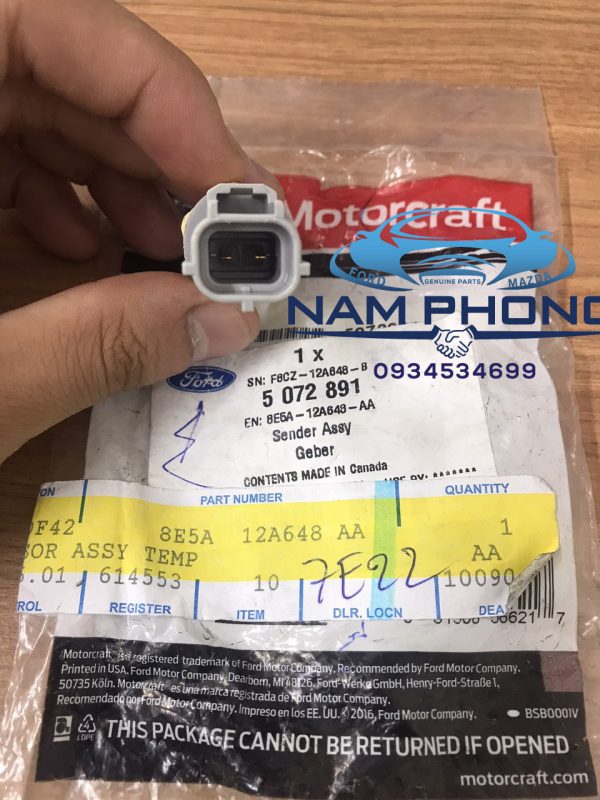 Motorcraft
FORD
GENUINE PARTS
MAZDA
NAM PHONG
0934534699
1 x
SN: F8CZ-12A648-B
Ford
5 072 891
EN: 8E5A-12A648-AA
Sender Assy
Geber
CONTENTS MADE IN Canada
PART NUMBER
QUANTITY
8E5A 12A648 AA
1
ASSY TEMP
AA
614553
10
7E22
10090
REGISTER
ITEM
DLR. LOCN
Motorcraft is a registered trademark of Ford Motor Company. Recommended by Ford Motor Company.
Printed in USA. Ford Motor Company, Dearborn, MI 48126. Ford-Werke GmbH, Henry-Ford-Straße 1,
50735 Köln. Motorcraft es una marca registrada de Ford Motor Company.
Recomendado por Ford Motor Company. Impreso en los EE. UU. © 2016, Ford Motor Company.
BSB0001V
4
LDPE
THIS PACKAGE CANNOT BE RETURNED IF OPENED
motorcraft.com